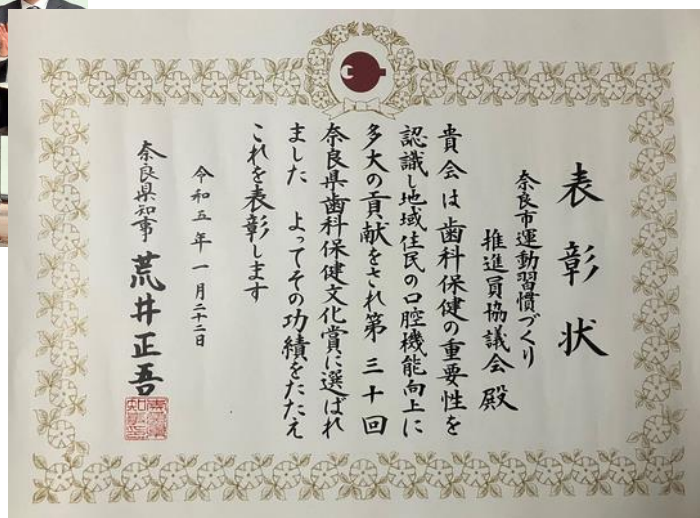 表彰状
奈良市運動習慣づくり
推進員協議会 殿
貴会は歯科保健の重要性を
認識し地域住民の口腔機能向上に
多大の貢献をされ第三十回
奈良県歯科保健文化賞に選ばれ
ました よってその功績をたたえ
これを表彰します
令和五年一月二十二日
奈良県知事 荒井正吾